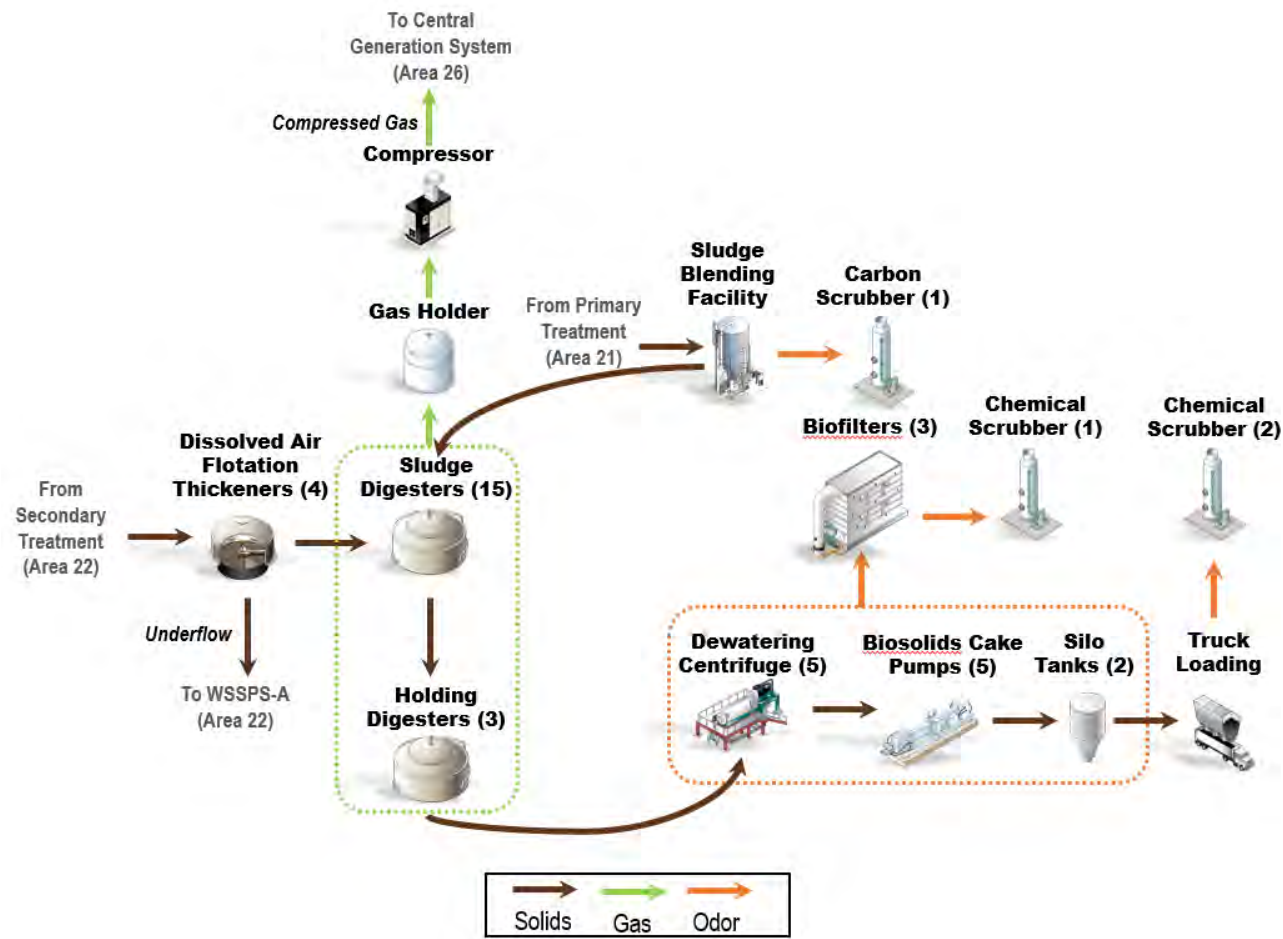 To Central
Generation System
(Area 26)
Compressed Gas
Compressor
Gas Holder
From Primary
Treatment
(Area 21)
Sludge
Blending
Facility
Carbon
Scrubber (1)
Biofilters (3)
Chemical
Scrubber (1)
Chemical
Scrubber (2)
From
Secondary
Treatment
(Area 22)
Dissolved Air
Flotation
Thickeners (4)
Sludge
Digesters (15)
Underflow
To WSSPS-A
(Area 22)
Holding
Digesters (3)
Dewatering
Centrifuge (5)
Biosolids Cake
Pumps (5)
Silo
Tanks (2)
Truck
Loading
Solids
Gas
Odor